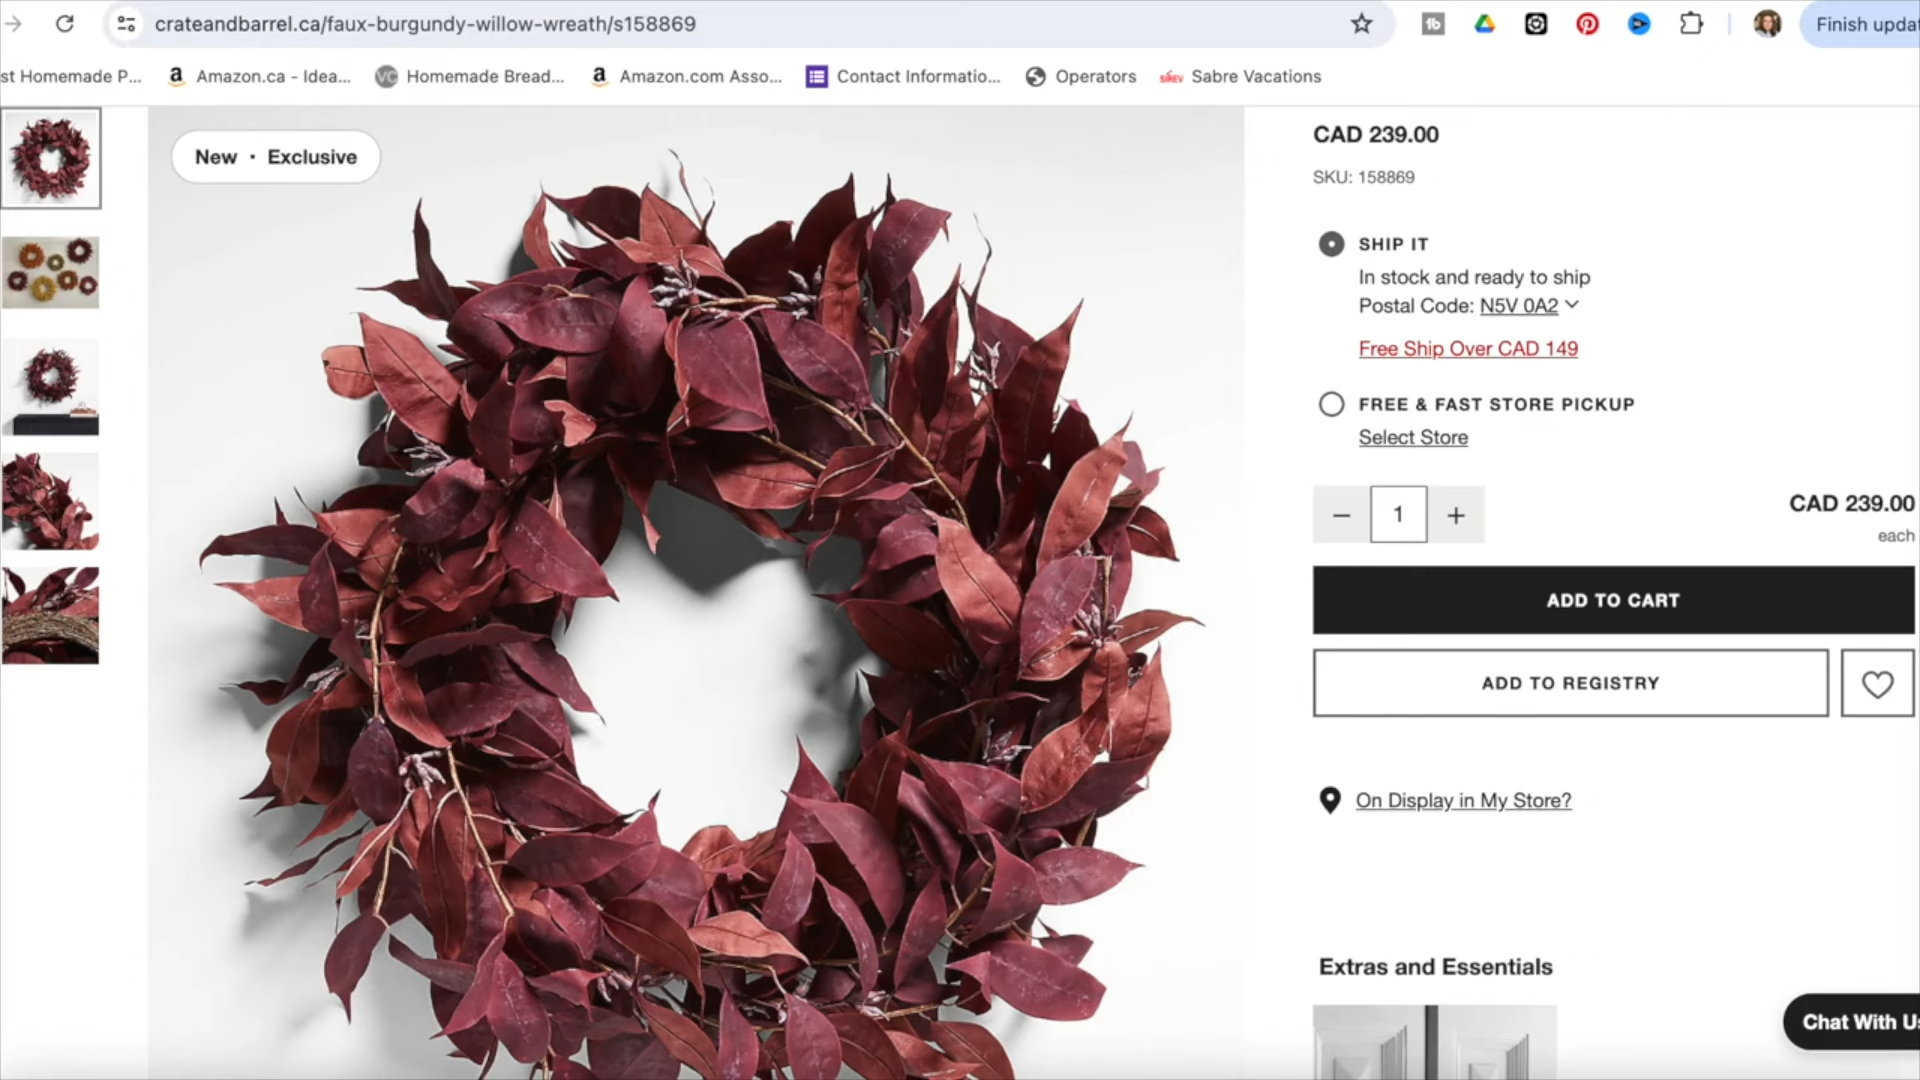 crateandbarrel.ca/faux-burgundy-willow-wreath/s158869
Finish updat
st Homemade P...
Amazon.ca - Idea...
VC
Homemade Bread...
Amazon.com Asso...
Contact Informatio...
Operators
Sabre Vacations
New · Exclusive
CAD 239.00
SKU: 158869
SHIP IT
In stock and ready to ship
Postal Code: N5V 0A2
Free Ship Over CAD 149
FREE & FAST STORE PICKUP
Select Store
1
CAD 239.00
each
ADD TO CART
ADD TO REGISTRY
On Display in My Store?
Extras and Essentials
Chat With Us